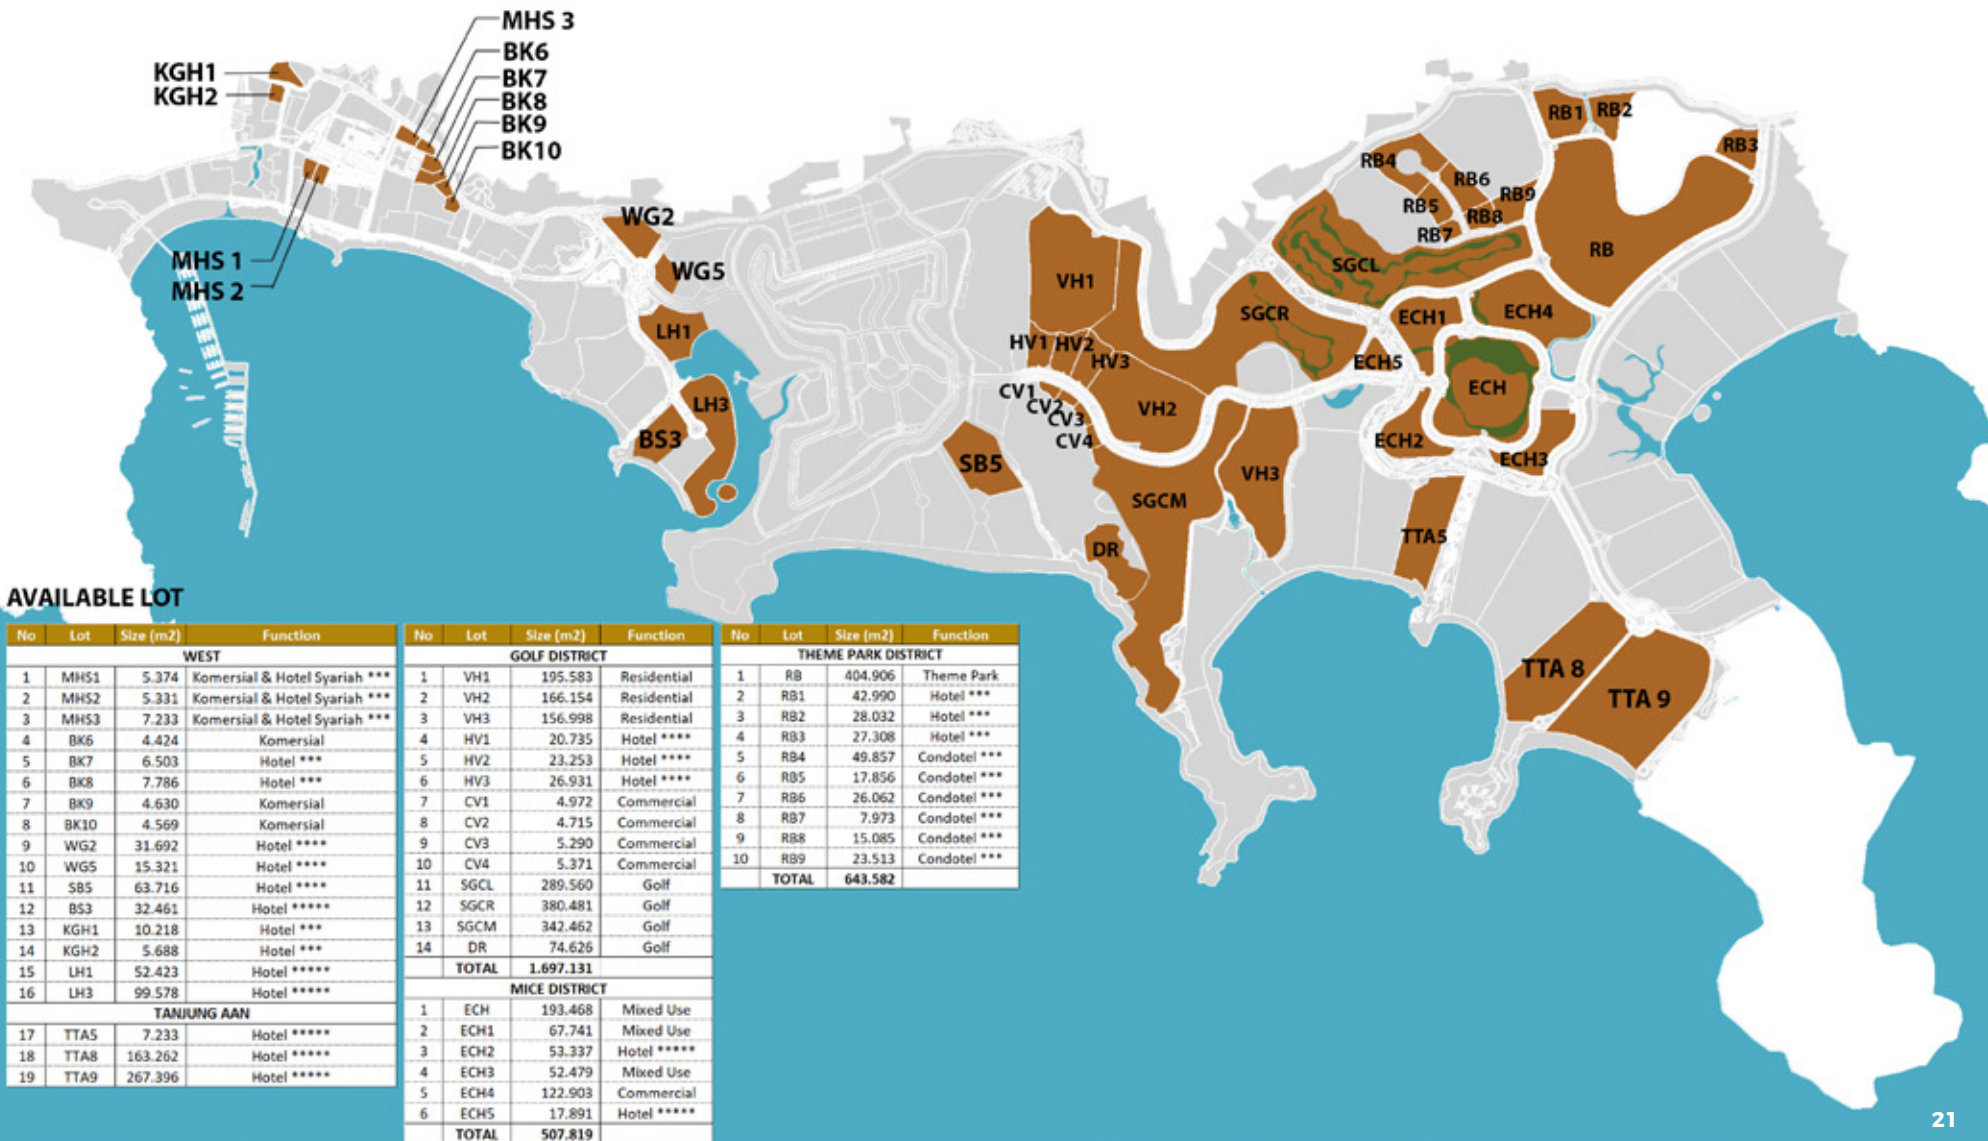 MHS 3
BK6
BK7
BK8
BK9
BK10
KGH1
KGH2
MHS 1
MHS 2
WG2
WG5
LH1
LH3
BS3
SB5
VH1
HV1 HV2
HV3
CV1
CV2
CV3
CV4
VH2
SGCM
DR
VH3
SGCR
SGCL
RB4
RB6
RB5
RB9
RB8
RB7
RB1
RB2
RB3
RB
ECH1
ECH4
ECH5
ECH
ECH2
ECH3
TTA5
TTA 8
TTA 9
AVAILABLE LOT
No Lot Size (m2) Function
WEST
1 MHS1 5.374 Komersial & Hotel Syariah ***
2 MHS2 5.331 Komersial & Hotel Syariah ***
3 MHS3 7.233 Komersial & Hotel Syariah ***
4 BK6 4.424 Komersial
5 BK7 6.503 Hotel ***
6 BK8 7.786 Hotel ***
7 BK9 4.630 Komersial
8 BK10 4.569 Komersial
9 WG2 31.692 Hotel ****
10 WG5 15.321 Hotel ****
11 SB5 63.716 Hotel ****
12 BS3 32.461 Hotel *****
13 KGH1 10.218 Hotel ***
14 KGH2 5.688 Hotel ***
15 LH1 52.423 Hotel *****
16 LH3 99.578 Hotel *****
TANJUNG AAN
17 TTA5 7.233 Hotel *****
18 TTA8 163.262 Hotel *****
19 TTA9 267.396 Hotel *****
No Lot Size (m2) Function
GOLF DISTRICT
1 VH1 195.583 Residential
2 VH2 166.154 Residential
3 VH3 156.998 Residential
4 HV1 20.735 Hotel ****
5 HV2 23.253 Hotel ****
6 HV3 26.931 Hotel ****
7 CV1 4.972 Commercial
8 CV2 4.715 Commercial
9 CV3 5.290 Commercial
10 CV4 5.371 Commercial
11 SGCL 289.560 Golf
12 SGCR 380.481 Golf
13 SGCM 342.462 Golf
14 DR 74.626 Golf
TOTAL 1.697.131
MICE DISTRICT
1 ECH 193.468 Mixed Use
2 ECH1 67.741 Mixed Use
3 ECH2 53.337 Hotel *****
4 ECH3 52.479 Mixed Use
5 ECH4 122.903 Commercial
6 ECH5 17.891 Hotel *****
TOTAL 507.819
No Lot Size (m2) Function
THEME PARK DISTRICT
1 RB 404.906 Theme Park
2 RB1 42.990 Hotel ***
3 RB2 28.032 Hotel ***
4 RB3 27.308 Hotel ***
5 RB4 49.857 Condotel ***
6 RB5 17.856 Condotel ***
7 RB6 26.062 Condotel ***
8 RB7 7.973 Condotel ***
9 RB8 15.085 Condotel ***
10 RB9 23.513 Condotel ***
TOTAL 643.582
21